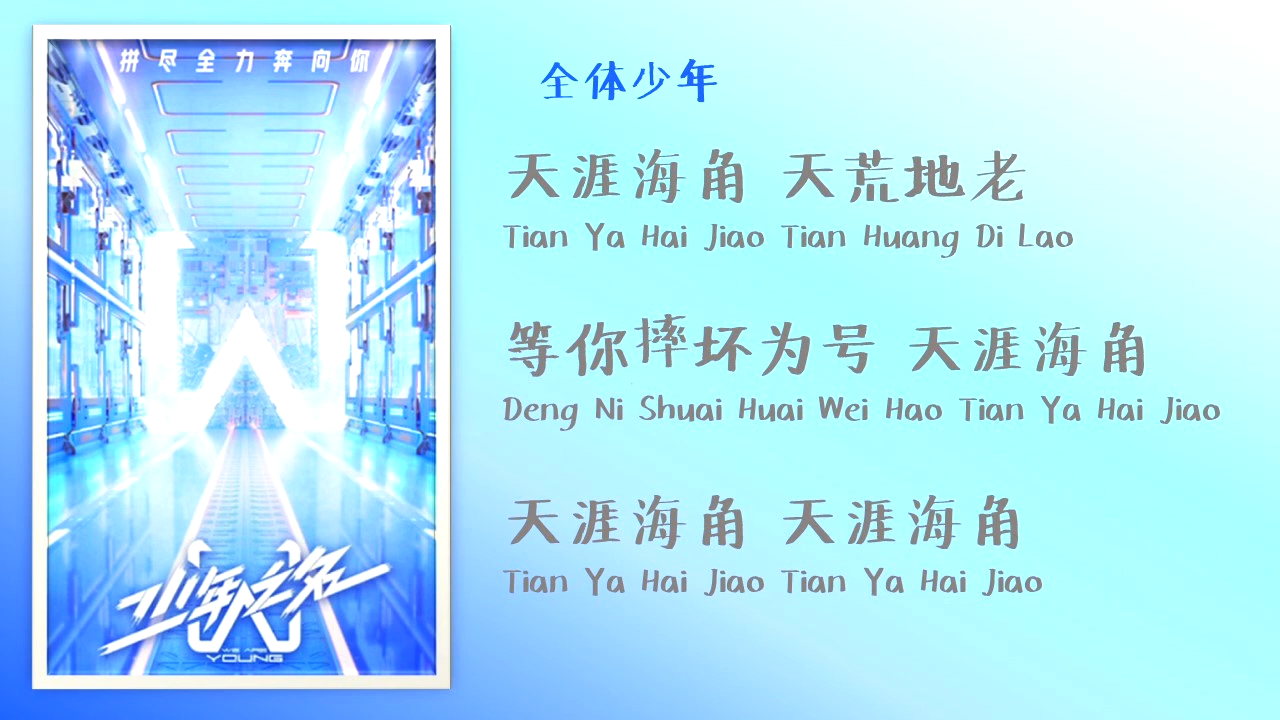 拼尽全力奔向你
少年之名
WE ARE
YOUNG
全体少年
天涯海角 天荒地老
Tian Ya Hai Jiao Tian Huang Di Lao
等你摔坏为号 天涯海角
Deng Ni Shuai Huai Wei Hao Tian Ya Hai Jiao
天涯海角 天涯海角
Tian Ya Hai Jiao Tian Ya Hai Jiao